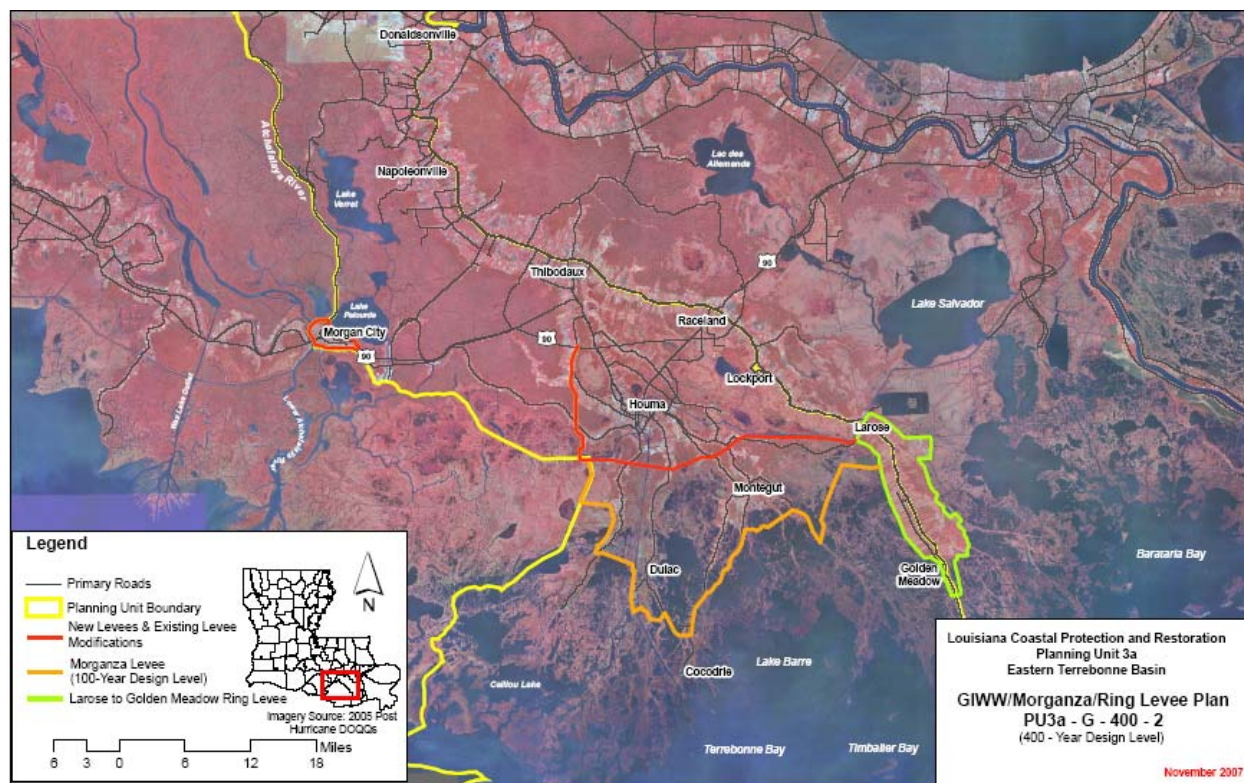 Donaldsonville
Atchafalaya River
Napoleonville
Lake Verret
Lac des Allemands
Thibodaux
90
Lake Salvador
Raceland
Lake Palourde
Morgan City
90
90
Lockport
Houma
Larose
Montegut
Golden Meadow
Barataria Bay
Dulac
Cocodrie
Lake Barre
Caillou Lake
Terrebonne Bay
Timbalier Bay
Legend
Primary Roads
Planning Unit Boundary
New Levees & Existing Levee
Modifications
Morganza Levee
(100-Year Design Level)
Larose to Golden Meadow Ring Levee
N
Imagery Source: 2005 Post
Hurricane DOQQs
Miles
6 3 0 6 12 18
Louisiana Coastal Protection and Restoration
Planning Unit 3a
Eastern Terrebonne Basin
GIWW/Morganza/Ring Levee Plan
PU3a - G - 400 - 2
(400 - Year Design Level)
November 2007